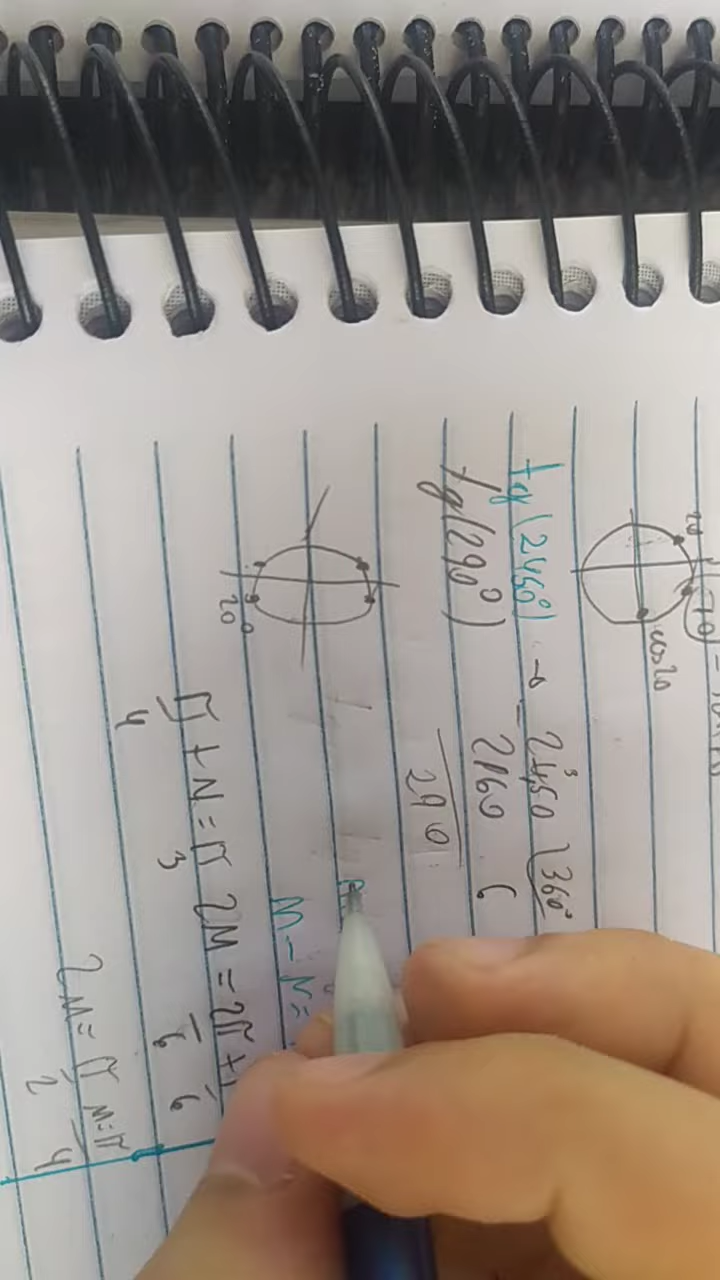 20
cos20
tg(2450°) → 2450 360°
tg(290°) 2160 6
290
20°
M - N =
2M = 2π + π
6 6
π + N = π
4 3
2M = π M = π
2 4